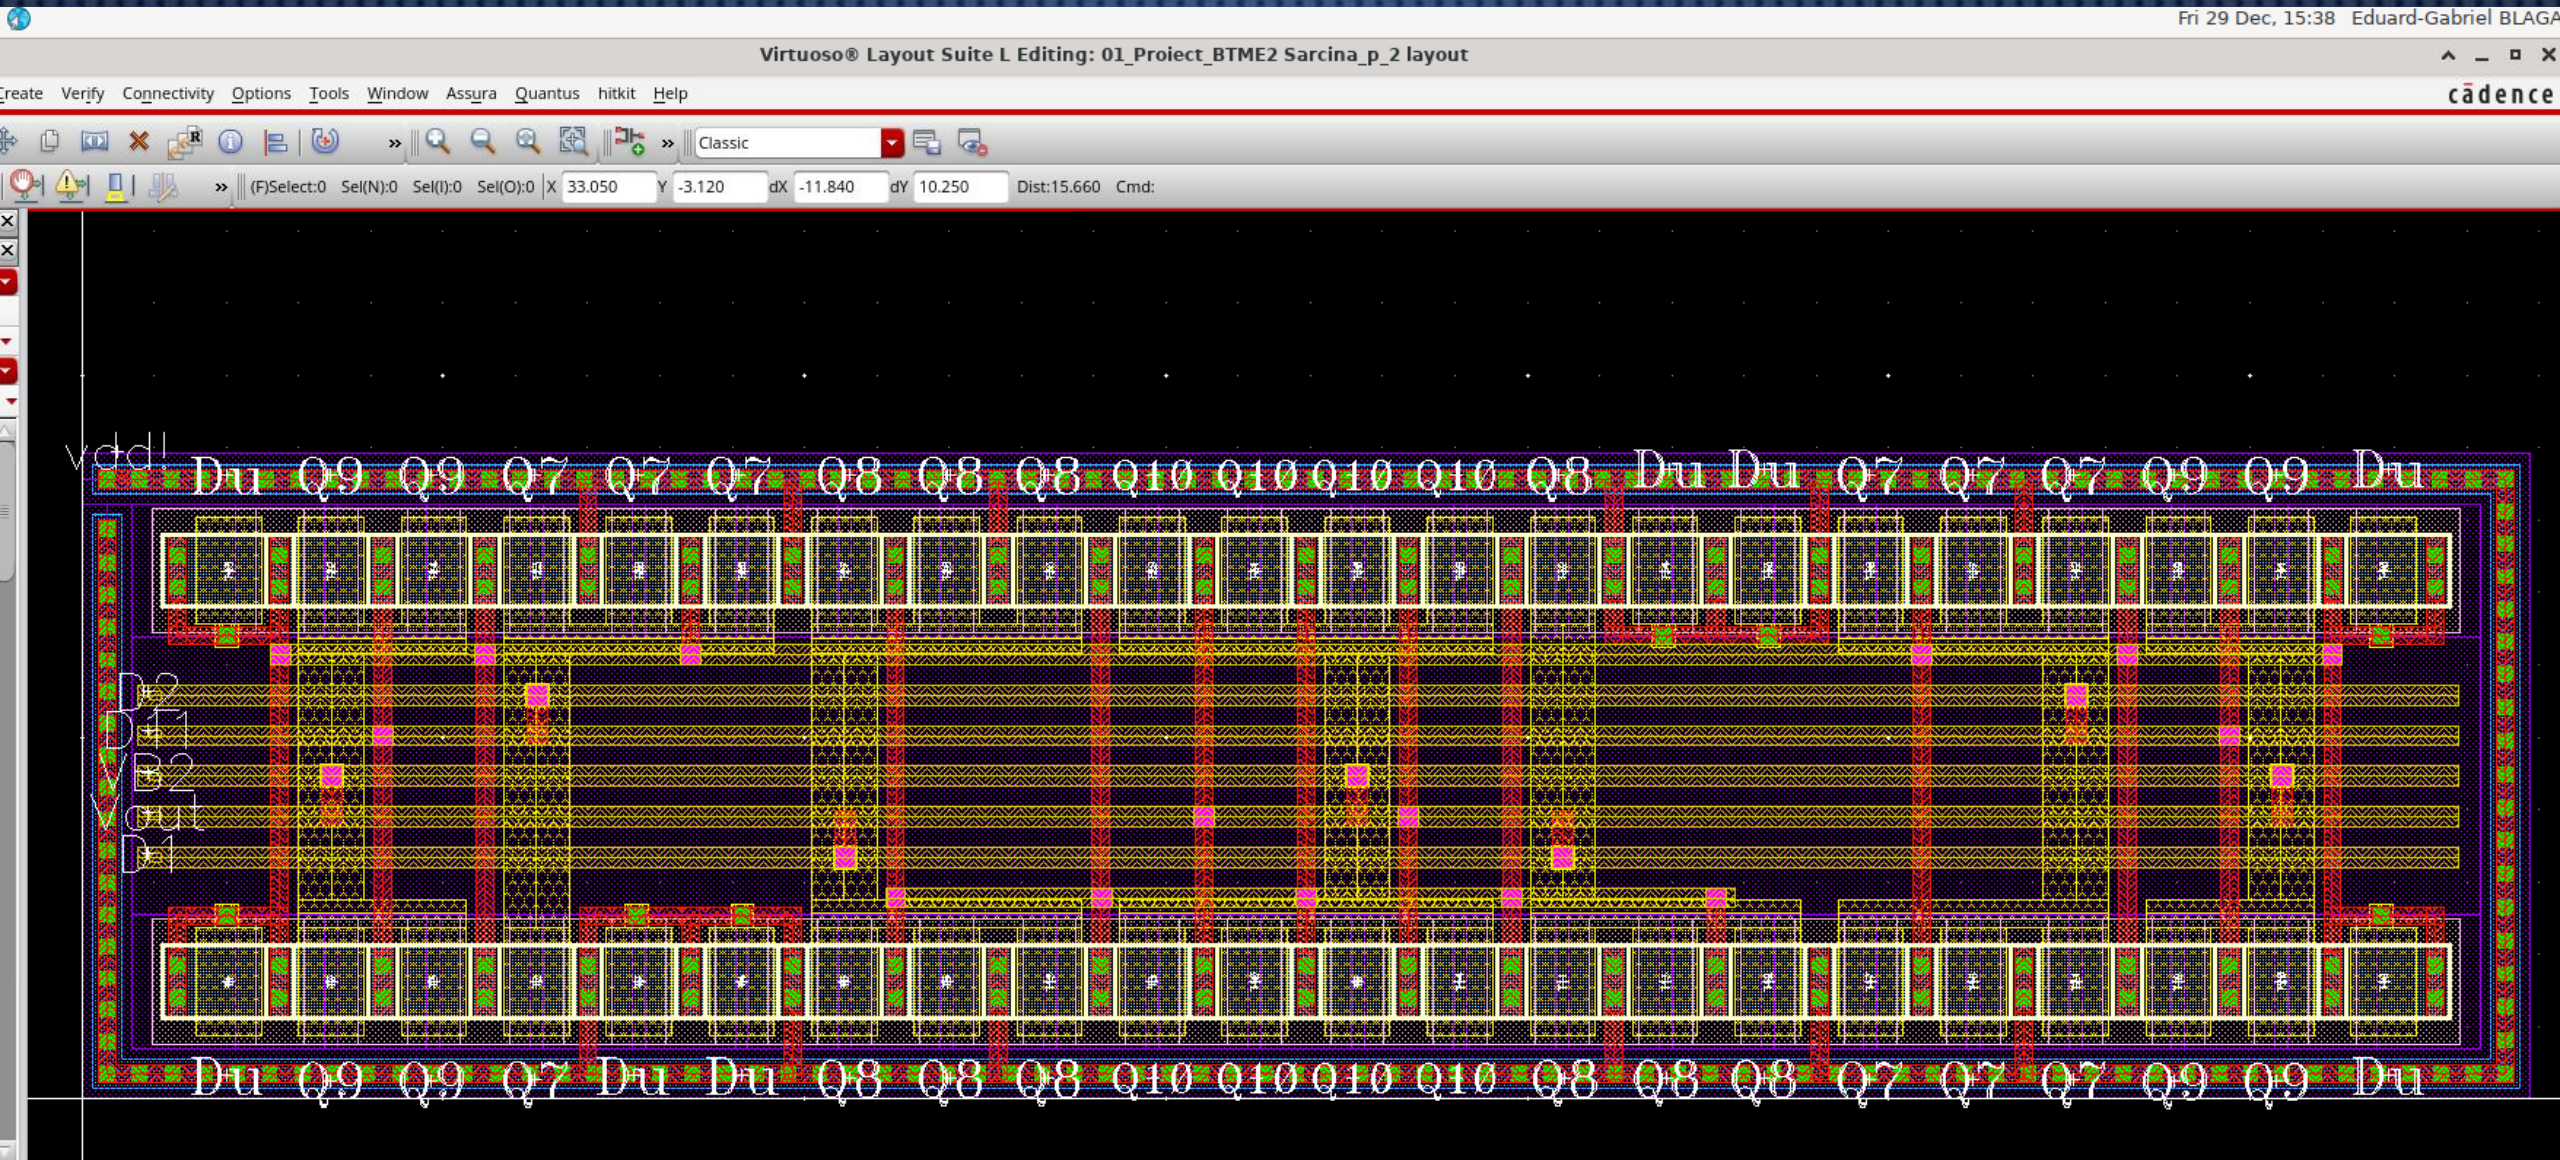 Fri 29 Dec, 15:38 Eduard-Gabriel BLAGA
Virtuoso® Layout Suite L Editing: 01_Proiect_BTME2 Sarcina_p_2 layout
Create Verify Connectivity Options Tools Window Assura Quantus hitkit Help
cādence
R
» » Classic
» (F)Select:0 Sel(N):0 Sel(I):0 Sel(O):0 X 33.050 Y -3.120 dX -11.840 dY 10.250 Dist:15.660 Cmd:
vdd!
Du Q9 Q9 Q7 Q7 Q7 Q8 Q8 Q8 Q10 Q10 Q10 Q10 Q8 Du Du Q7 Q7 Q7 Q9 Q9 Du
D2
D11
VB2
Vout
D1
Du Q9 Q9 Q7 Du Du Q8 Q8 Q8 Q10 Q10 Q10 Q10 Q8 Q8 Q8 Q7 Q7 Q7 Q9 Q9 Du